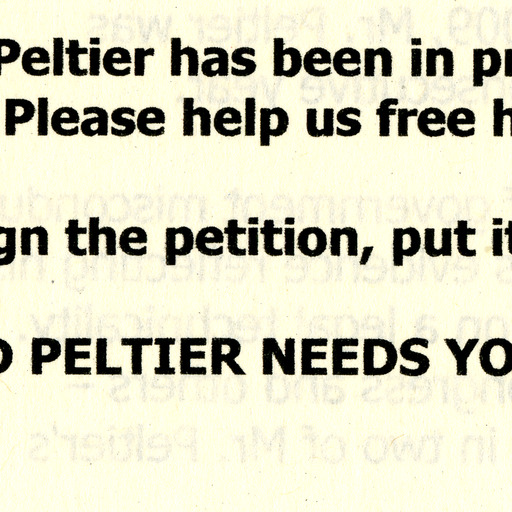 Peltier has been in pr
Please help us free h
gn the petition, put it
D PELTIER NEEDS YO